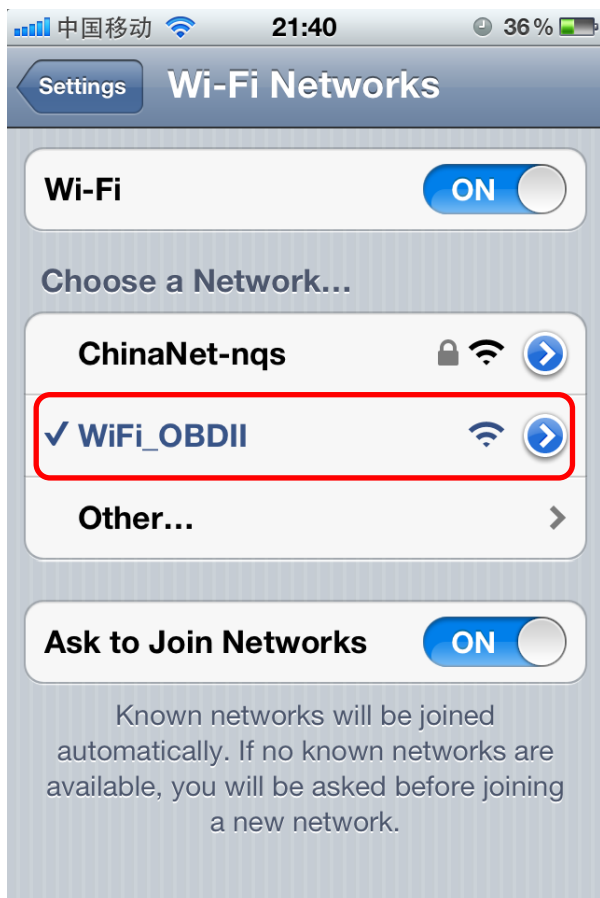 中国移动 21:40 36%
Settings Wi-Fi Networks
Wi-Fi ON
Choose a Network...
ChinaNet-nqs
WiFi_OBDII
Other...
Ask to Join Networks ON
Known networks will be joined
automatically. If no known networks are
available, you will be asked before joining
a new network.